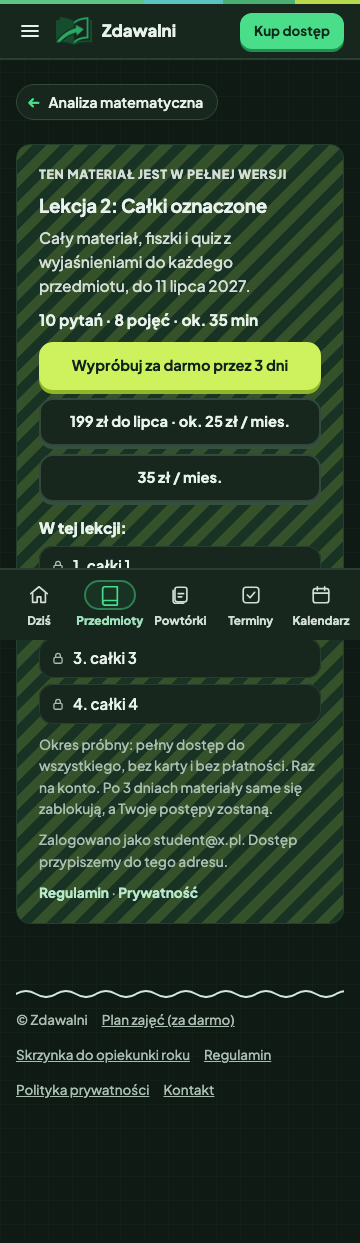 Zdawalni
Kup dostęp
← Analiza matematyczna
TEN MATERIAŁ JEST W PEŁNEJ WERSJI
Lekcja 2: Całki oznaczone
Cały materiał, fiszki i quiz z
wyjaśnieniami do każdego
przedmiotu, do 11 lipca 2027.
10 pytań · 8 pojęć · ok. 35 min
Wypróbuj za darmo przez 3 dni
199 zł do lipca · ok. 25 zł / mies.
35 zł / mies.
W tej lekcji:
1. całki 1
Dziś
Przedmioty
Powtórki
Terminy
Kalendarz
3. całki 3
4. całki 4
Okres próbny: pełny dostęp do
wszystkiego, bez karty i bez płatności. Raz
na konto. Po 3 dniach materiały same się
zablokują, a Twoje postępy zostaną.
Zalogowano jako student@x.pl. Dostęp
przypiszemy do tego adresu.
Regulamin · Prywatność
© Zdawalni Plan zajęć (za darmo)
Skrzynka do opiekunki roku Regulamin
Polityka prywatności Kontakt